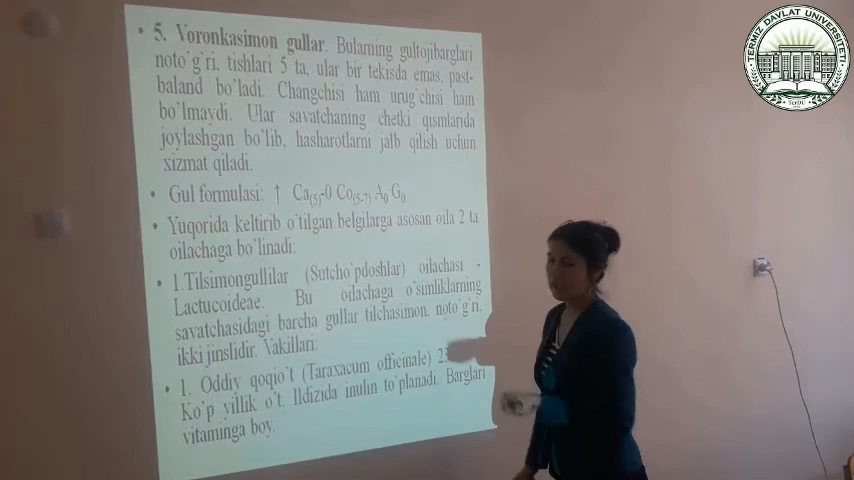 • 5. Voronkasimon gullar. Bularning gultojibarglari
noto`g`ri, tishlari 5 ta, ular bir tekisda emas, past-
baland bo`ladi. Changchisi ham urug`chisi ham
bo`lmaydi. Ular savatchaning chetki qismlarida
joylashgan bo`lib, hasharotlarni jalb qilish uchun
xizmat qiladi.
• Gul formulasi: ↑ Ca(5)-0 Co(5-7) A0 G0
• Yuqorida keltirib o`tilgan belgilarga asosan oila 2 ta
oilachaga bo`linadi:
• 1.Tilsimongullilar (Sutcho`pdoshlar) oilachasi -
Lactucoideae. Bu oilachaga o`simliklarning
savatchasidagi barcha gullar tilchasimon, noto`g`ri,
ikki jinslidir. Vakillari:
• 1. Oddiy qoqio`t (Taraxacum officinale)
Ko`p yillik o`t. Ildizida inulin to`planadi. Barglari
vitaminga boy.
TERMIZ DAVLAT UNIVERSITETI
TerDU